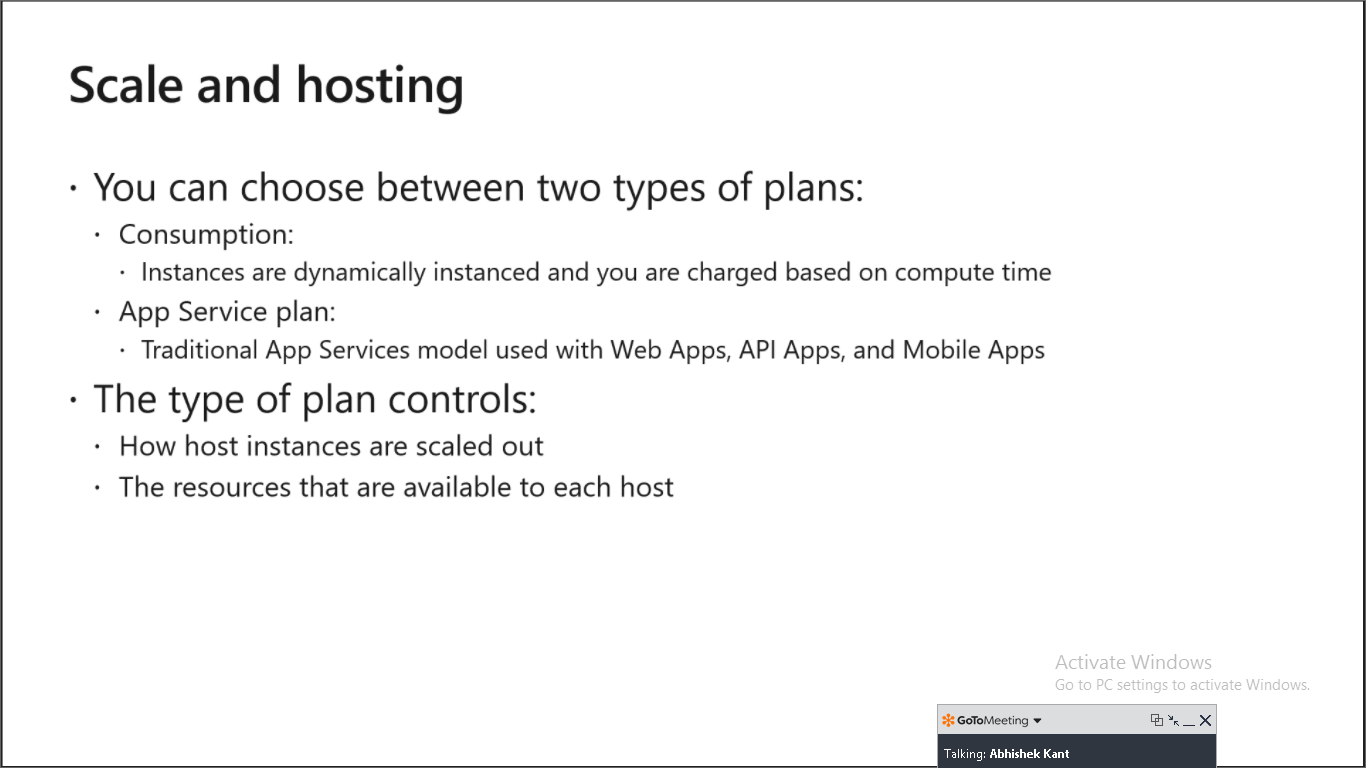 Scale and hosting
· You can choose between two types of plans:
· Consumption:
· Instances are dynamically instanced and you are charged based on compute time
· App Service plan:
· Traditional App Services model used with Web Apps, API Apps, and Mobile Apps
· The type of plan controls:
· How host instances are scaled out
· The resources that are available to each host
Activate Windows
Go to PC settings to activate Windows.
GoToMeeting
Talking: Abhishek Kant